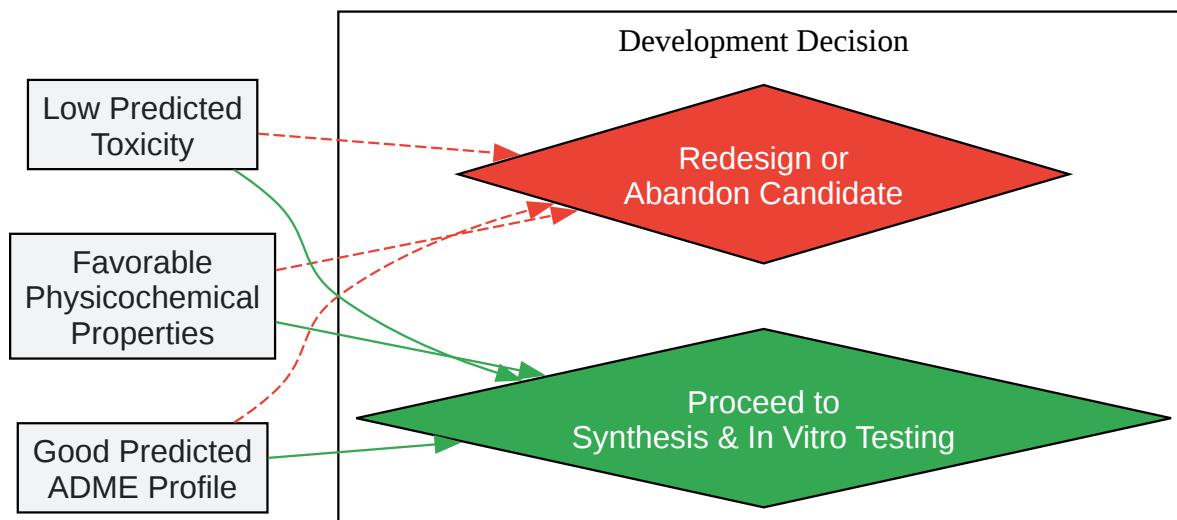 Development Decision
Low Predicted
Toxicity
Redesign or
Abandon Candidate
Favorable
Physicochemical
Properties
Proceed to
Synthesis & In Vitro Testing
Good Predicted
ADME Profile